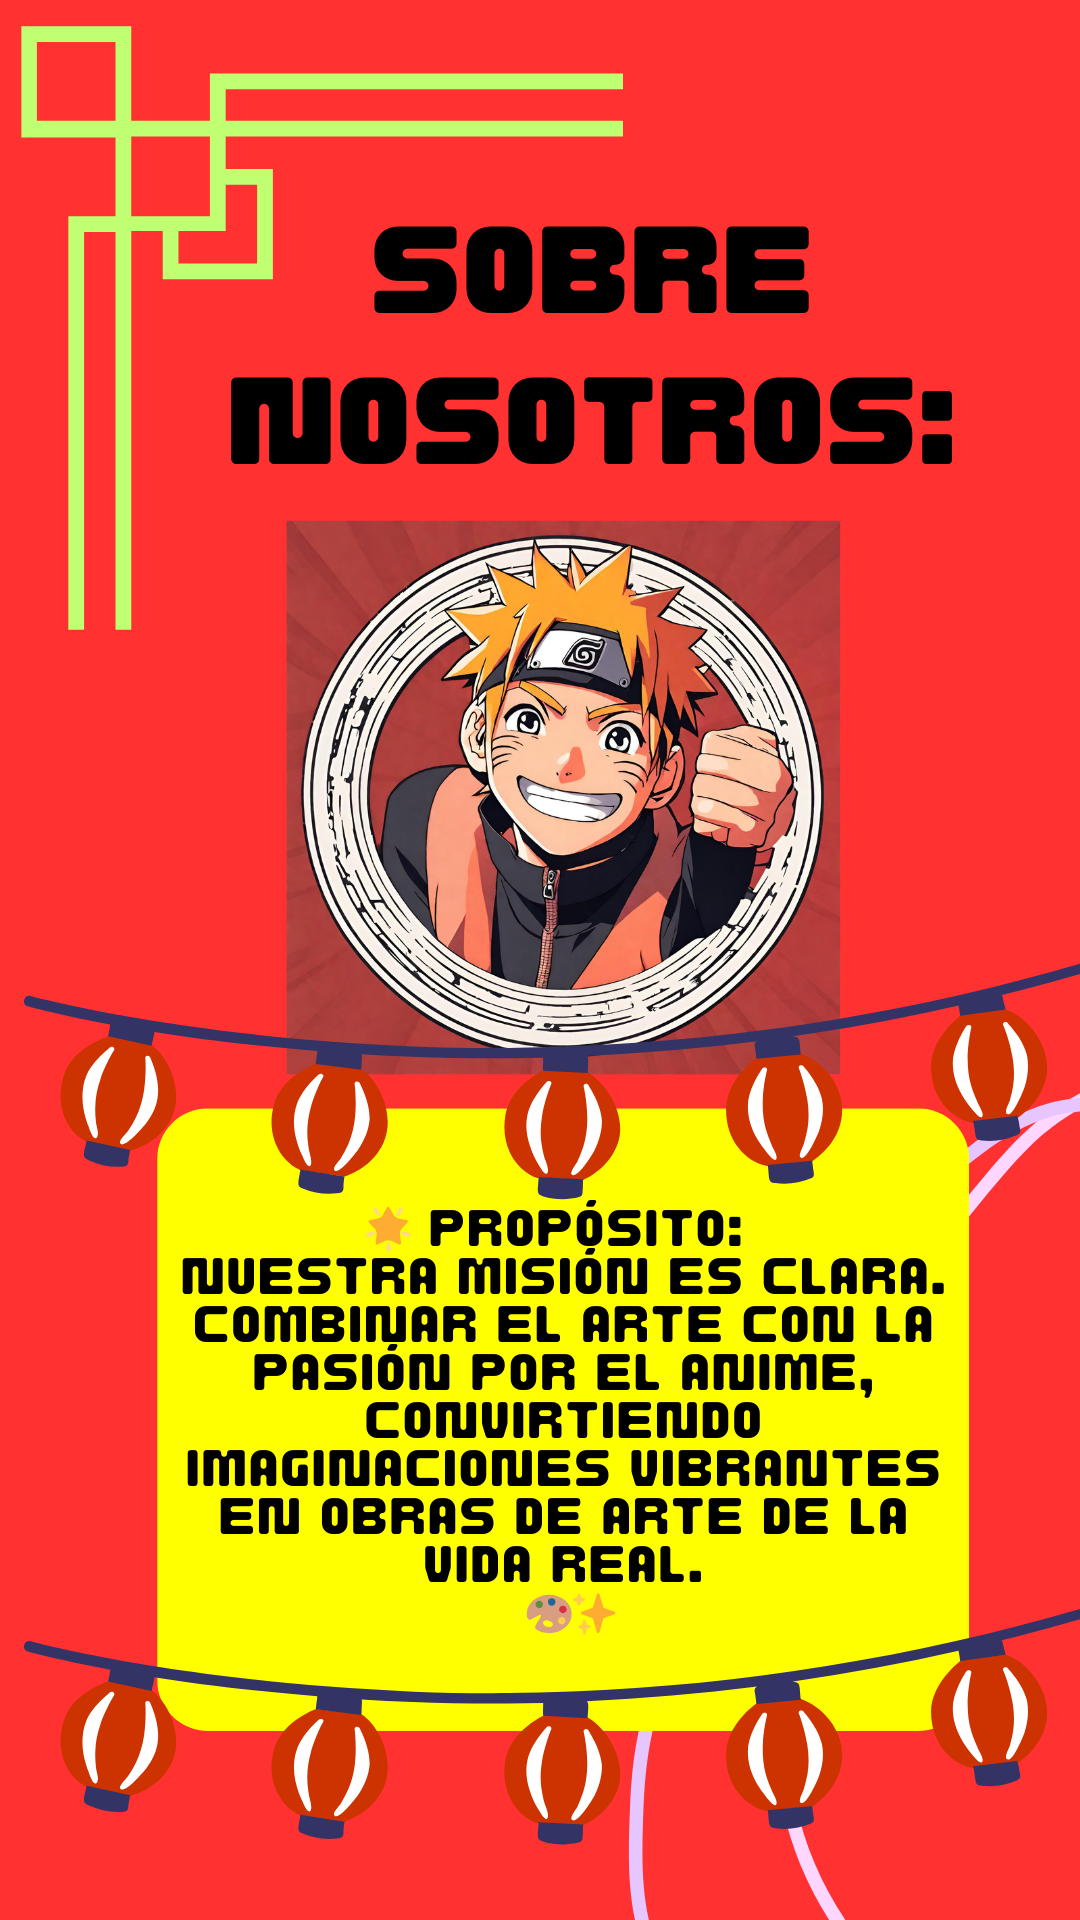 SOBRE
NOSOTROS:
🌟 PROPÓSITO:
NUESTRA MISIÓN ES CLARA.
COMBINAR EL ARTE CON LA
PASIÓN POR EL ANIME,
CONVIRTIENDO
IMAGINACIONES VIBRANTES
EN OBRAS DE ARTE DE LA
VIDA REAL.
🎨✨